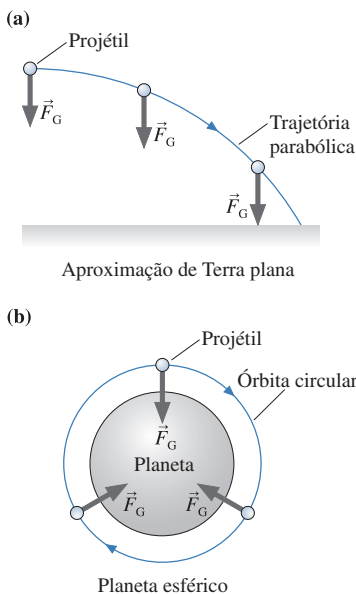 (a)
Projétil
F⃗G
F⃗G
Trajetória
parabólica
F⃗G
Aproximação de Terra plana
(b)
Projétil
Órbita circular
F⃗G
Planeta
F⃗G
F⃗G
Planeta esférico